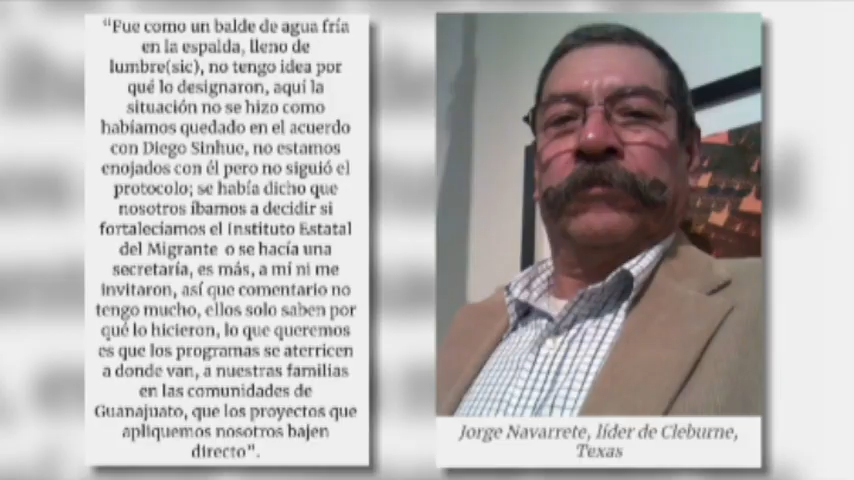 “Fue como un balde de agua fría
en la espalda, lleno de
lumbre(sic), no tengo idea por
qué lo designaron, aquí la
situación no se hizo como
habíamos quedado en el acuerdo
con Diego Sinhue, no estamos
enojados con él pero no siguió el
protocolo; se había dicho que
nosotros íbamos a decidir si
fortalecíamos el Instituto Estatal
del Migrante o se hacía una
secretaría, es más, a mí ni me
invitaron, así que comentario no
tengo mucho, ellos solo saben por
qué lo hicieron, lo que queremos
es que los programas se aterricen
a donde van, a nuestras familias
en las comunidades de
Guanajuato, que los proyectos que
apliquemos nosotros bajen
directo”.
Jorge Navarrete, líder de Cleburne,
Texas